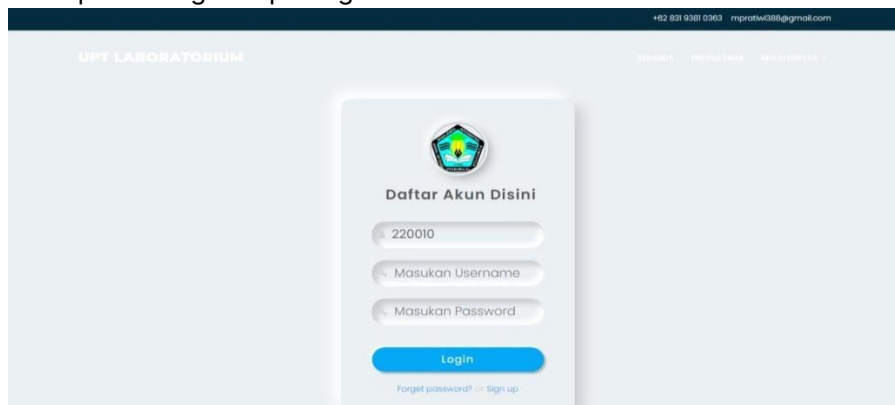 +62 831 9381 0363 mpratiwi388@gmail.com
UPT LABORATORIUM
BERANDA
Daftar Akun Disini
220010
Masukan Username
Masukan Password
Login
Forget password? or Sign up